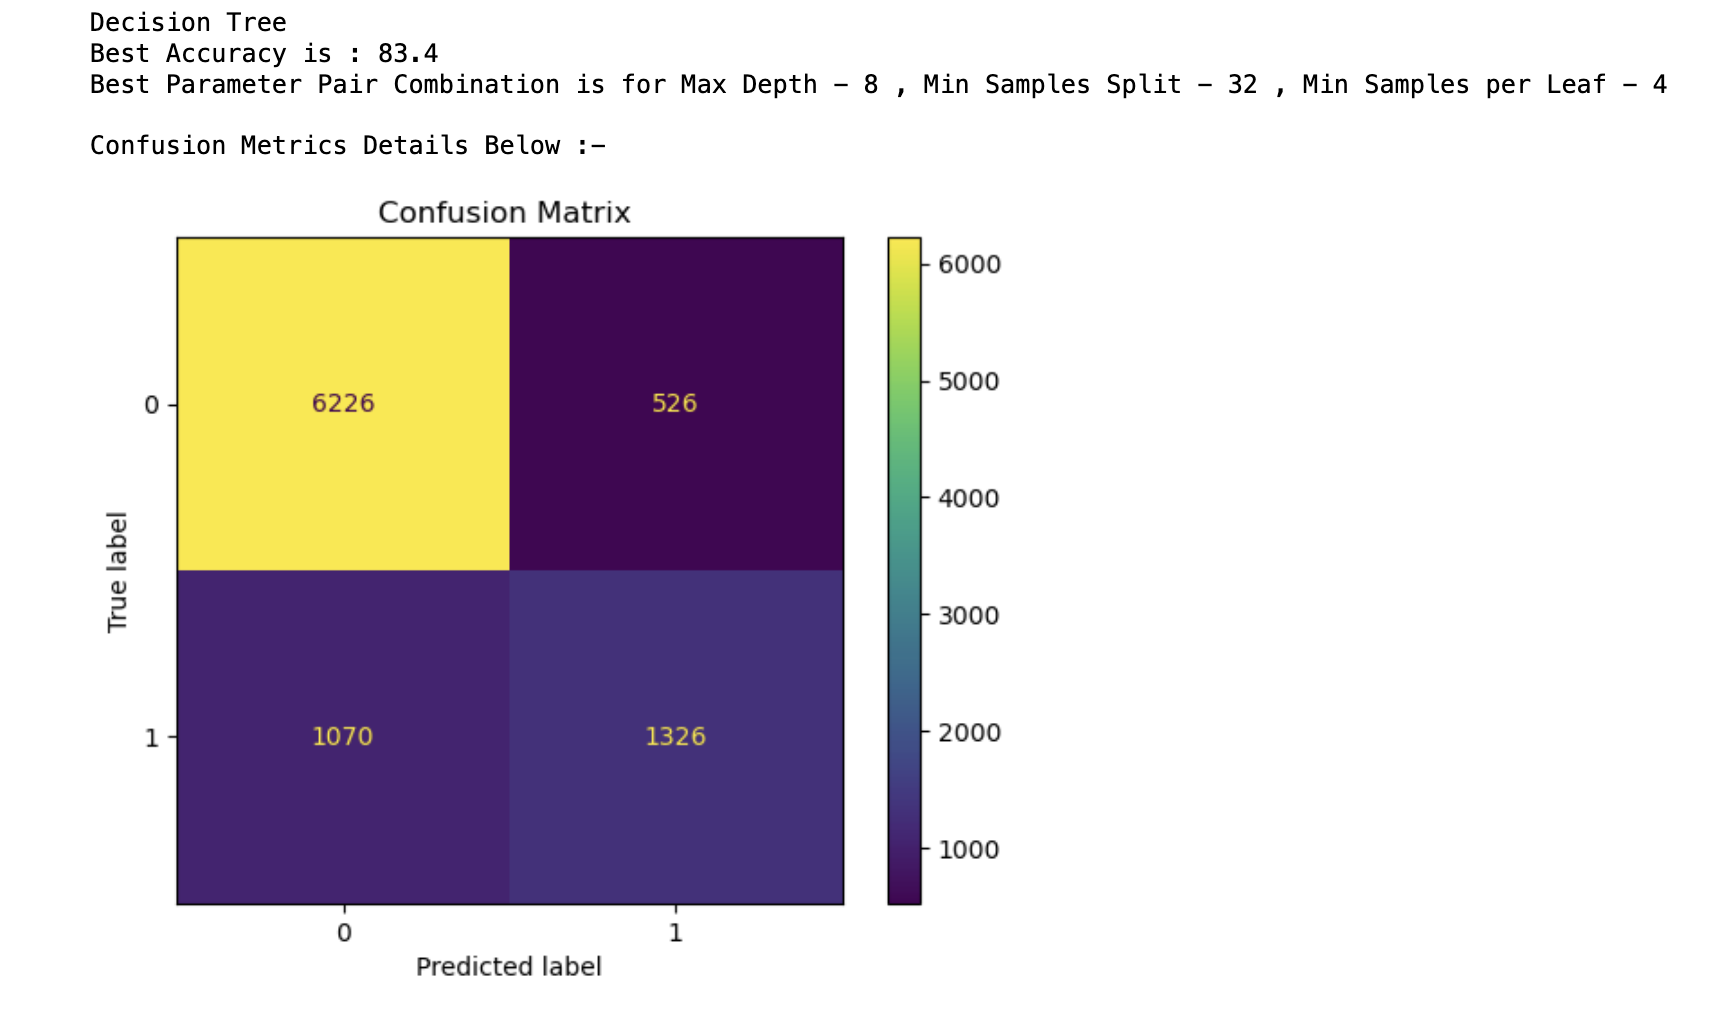 Decision Tree
Best Accuracy is : 83.4
Best Parameter Pair Combination is for Max Depth – 8 , Min Samples Split – 32 , Min Samples per Leaf – 4
Confusion Metrics Details Below :–
Confusion Matrix
6000
5000
4000
3000
2000
1000
True label
0
6226
526
1
1070
1326
0
1
Predicted label